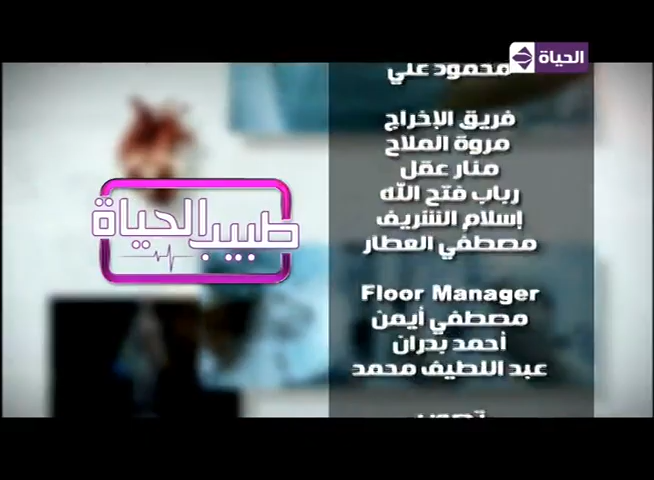 الحياة
محمود علي
فريق الإخراج
مروة الملاح
منار عقل
رباب فتح الله
إسلام الشريف
مصطفي العطار
طبيب الحياة
Floor Manager
مصطفي أيمن
أحمد بدران
عبد اللطيف محمد